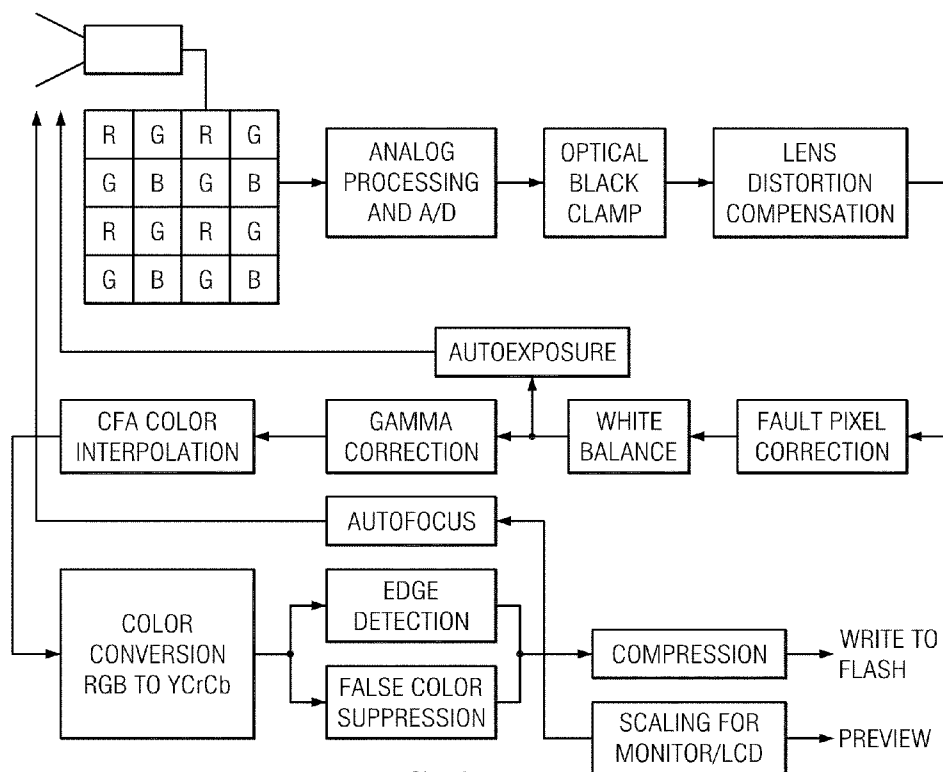 R G R G
G B G B
R G R G
G B G B
ANALOG
PROCESSING
AND A/D
OPTICAL
BLACK
CLAMP
LENS
DISTORTION
COMPENSATION
AUTOEXPOSURE
CFA COLOR
INTERPOLATION
GAMMA
CORRECTION
WHITE
BALANCE
FAULT PIXEL
CORRECTION
AUTOFOCUS
COLOR
CONVERSION
RGB TO YCrCb
EDGE
DETECTION
FALSE COLOR
SUPPRESSION
COMPRESSION
WRITE TO
FLASH
SCALING FOR
MONITOR/LCD
PREVIEW